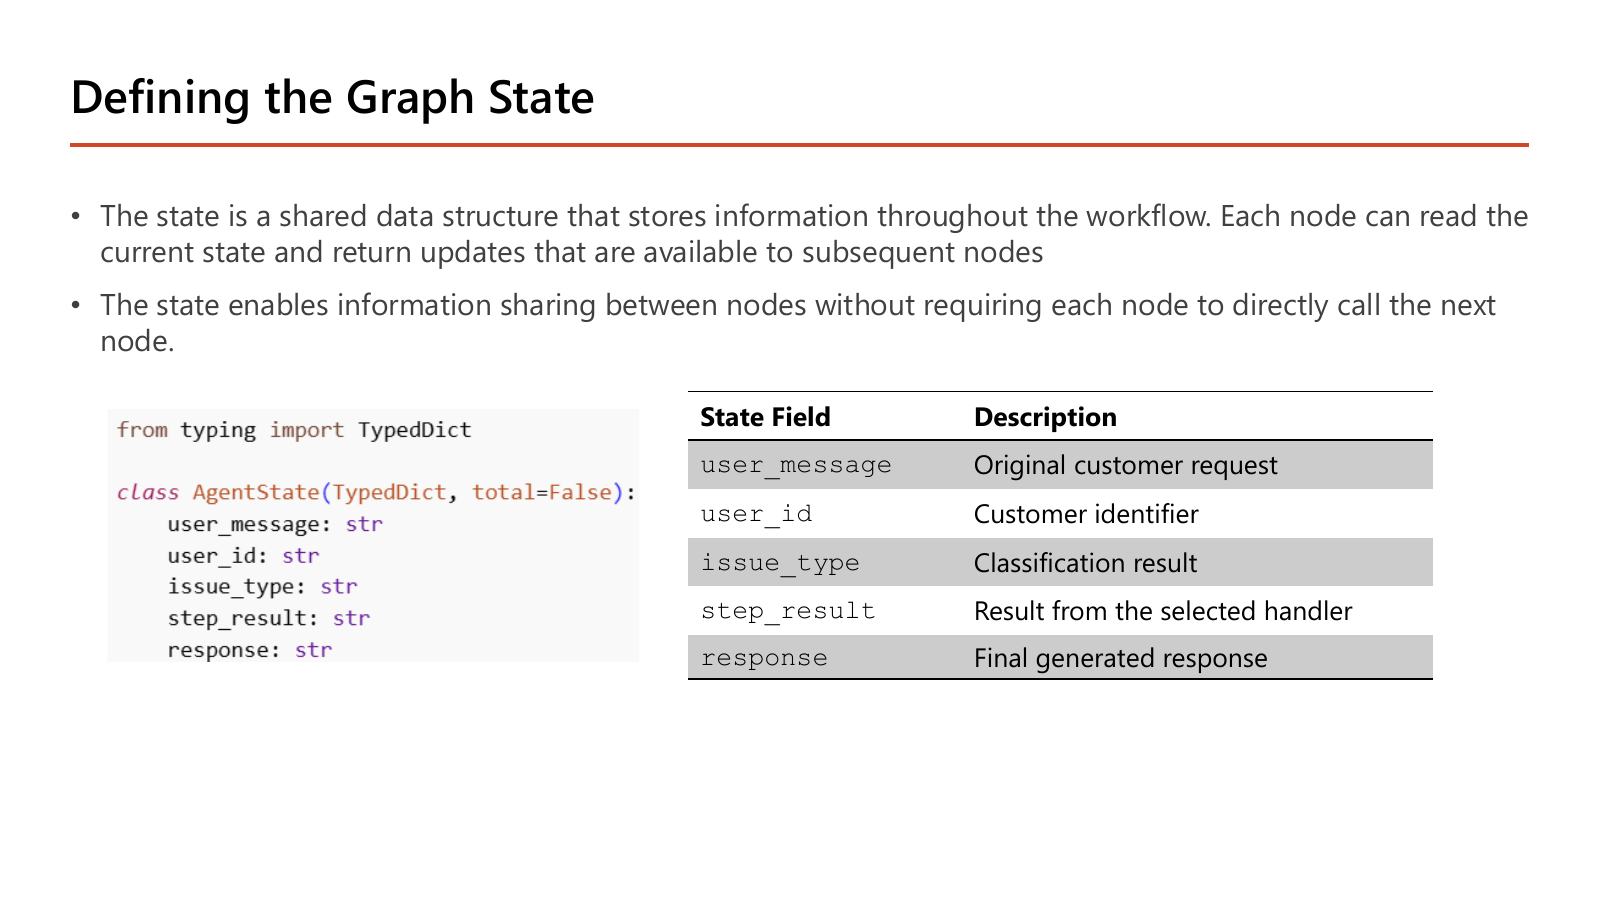 Defining the Graph State
• The state is a shared data structure that stores information throughout the workflow. Each node can read the
current state and return updates that are available to subsequent nodes
• The state enables information sharing between nodes without requiring each node to directly call the next
node.
from typing import TypedDict
class AgentState(TypedDict, total=False):
    user_message: str
    user_id: str
    issue_type: str
    step_result: str
    response: str
State Field Description
user_message Original customer request
user_id Customer identifier
issue_type Classification result
step_result Result from the selected handler
response Final generated response